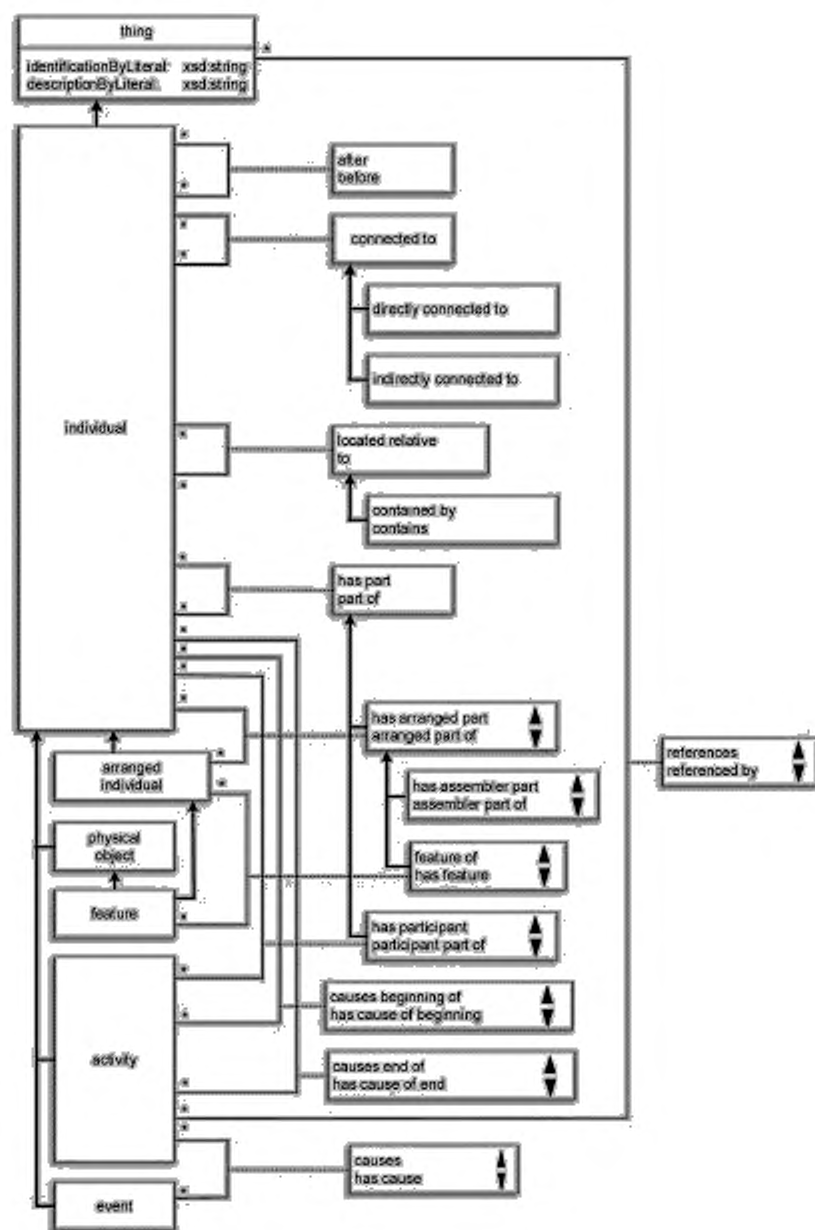 thing
identificationByLiteral: xsd:string
descriptionByLiteral: xsd:string
individual
after
before
connected to
directly connected to
indirectly connected to
located relative
to
contained by
contains
has part
part of
has arranged part
arranged part of
arranged
individual
references
referenced by
has assembler part
assembler part of
physical
object
feature of
has feature
feature
has participant
participant part of
activity
causes beginning of
has cause of beginning
causes end of
has cause of end
causes
has cause
event